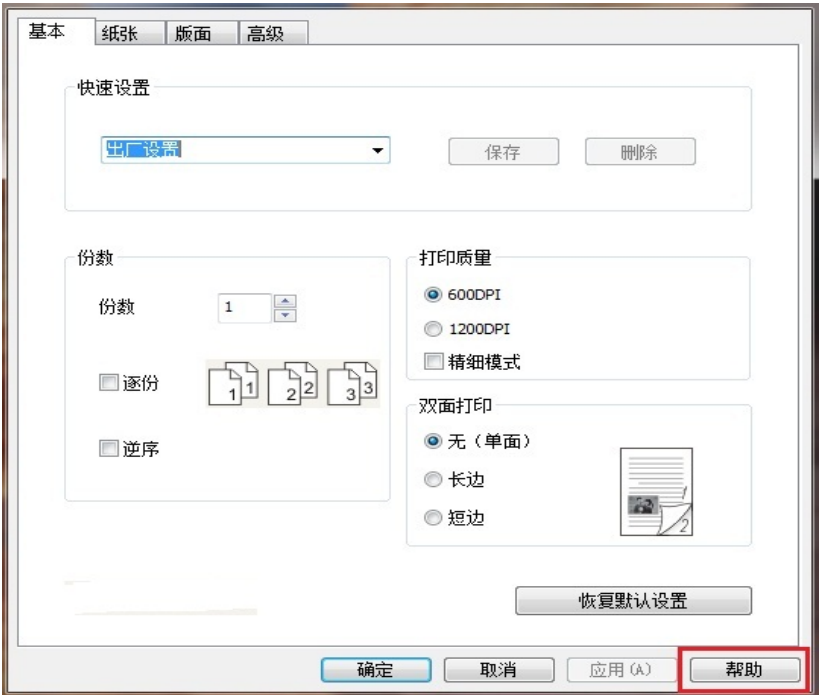 基本 纸张 版面 高级
快速设置
出厂设置 保存 删除
份数
份数 1
逐份 1 1 2 2 3 3
逆序
打印质量
600DPI
1200DPI
精细模式
双面打印
无（单面）
长边
短边
1
2
恢复默认设置
确定 取消 应用(A) 帮助